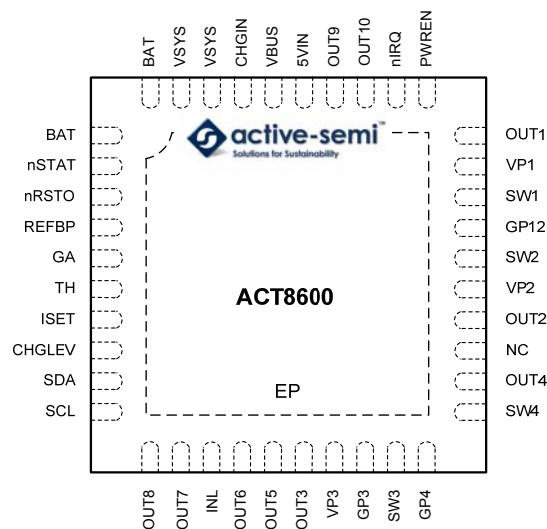 BAT
VSYS
VSYS
CHGIN
VBUS
5VIN
OUT9
OUT10
nIRQ
PWREN
BAT
nSTAT
nRSTO
REFBP
GA
TH
ISET
CHGLEV
SDA
SCL
active-semi™
Solutions for Sustainability
ACT8600
EP
OUT1
VP1
SW1
GP12
SW2
VP2
OUT2
NC
OUT4
SW4
OUT8
OUT7
INL
OUT6
OUT5
OUT3
VP3
GP3
SW3
GP4